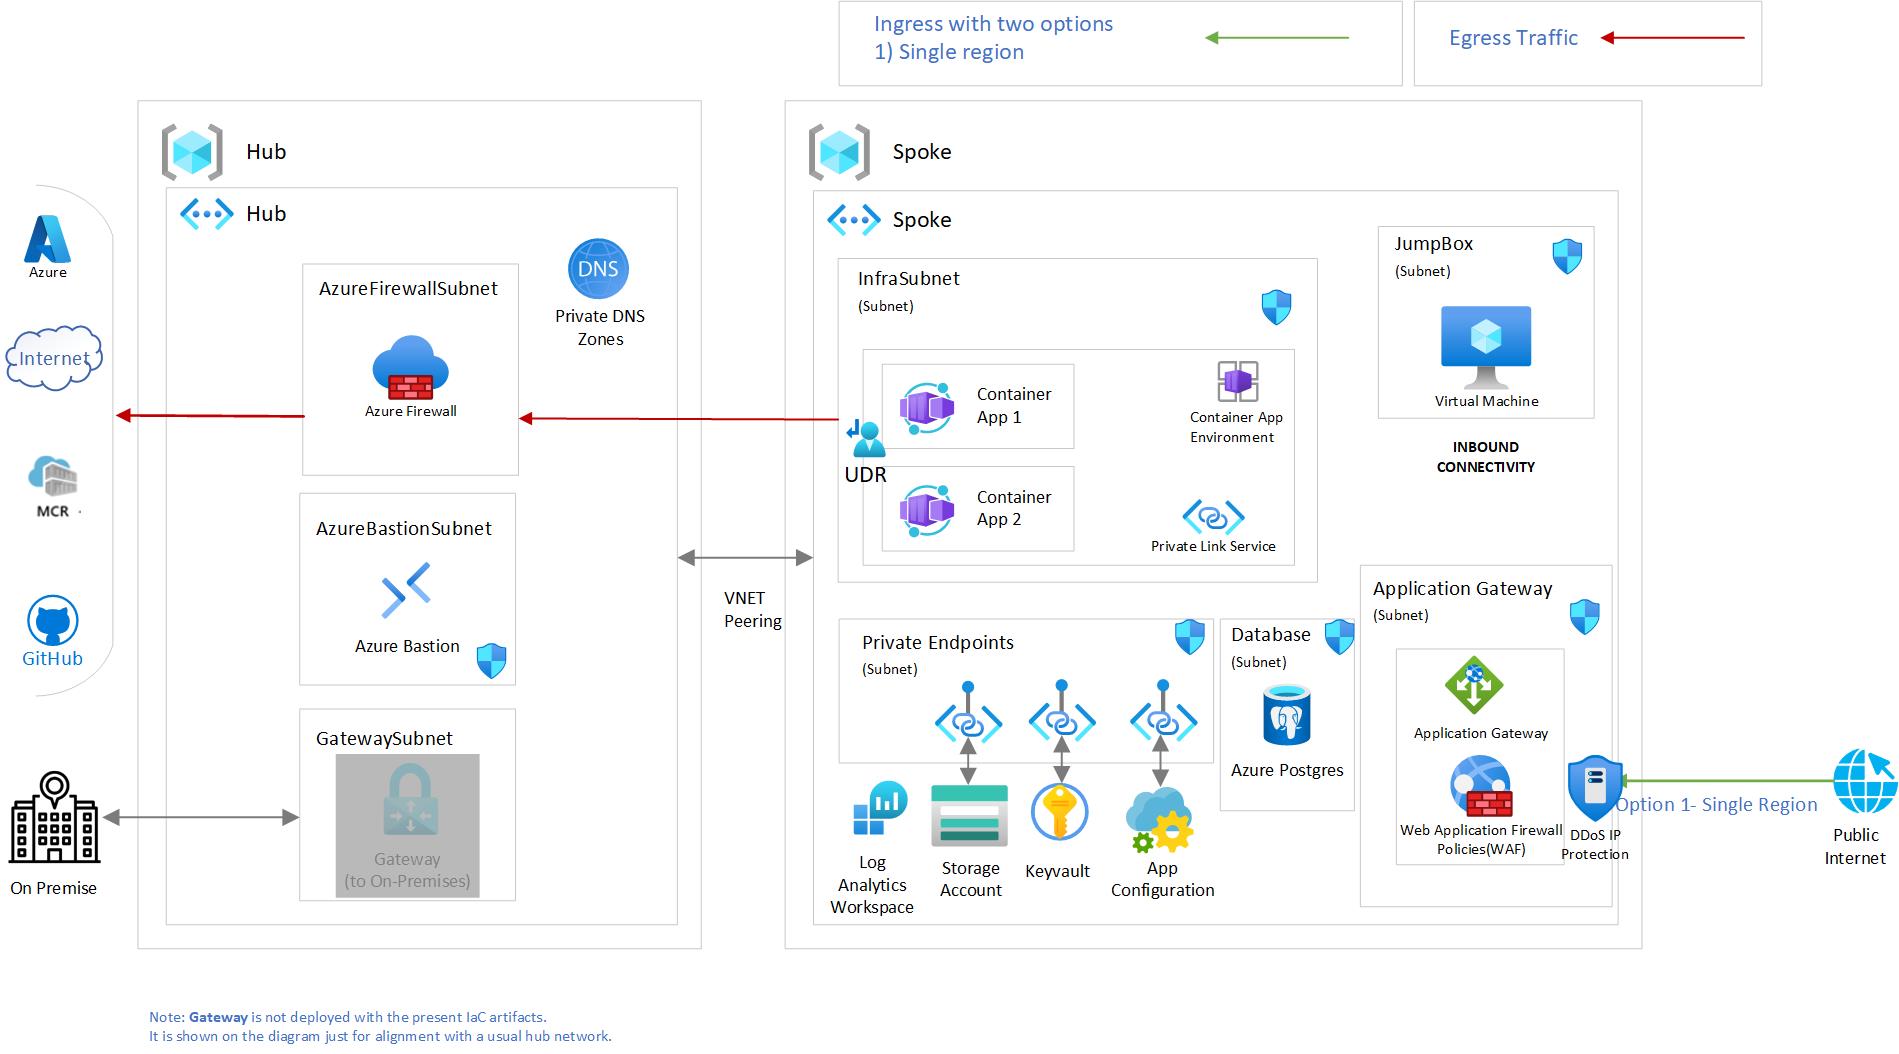 Ingress with two options
1) Single region
Egress Traffic
Hub
Hub
Spoke
Spoke
Azure
Internet
MCR
GitHub
On Premise
AzureFirewallSubnet
Azure Firewall
DNS
Private DNS
Zones
AzureBastionSubnet
Azure Bastion
GatewaySubnet
Gateway
(to On-Premises)
VNET
Peering
InfraSubnet
(Subnet)
UDR
Container
App 1
Container
App 2
Container App
Environment
Private Link Service
JumpBox
(Subnet)
Virtual Machine
INBOUND
CONNECTIVITY
Private Endpoints
(Subnet)
Log
Analytics
Workspace
Storage
Account
Keyvault
App
Configuration
Database
(Subnet)
Azure Postgres
Application Gateway
(Subnet)
Application Gateway
Web Application Firewall
Policies(WAF)
DDoS IP
Protection
Option 1- Single Region
Public
Internet
Note: Gateway is not deployed with the present IaC artifacts.
It is shown on the diagram just for alignment with a usual hub network.